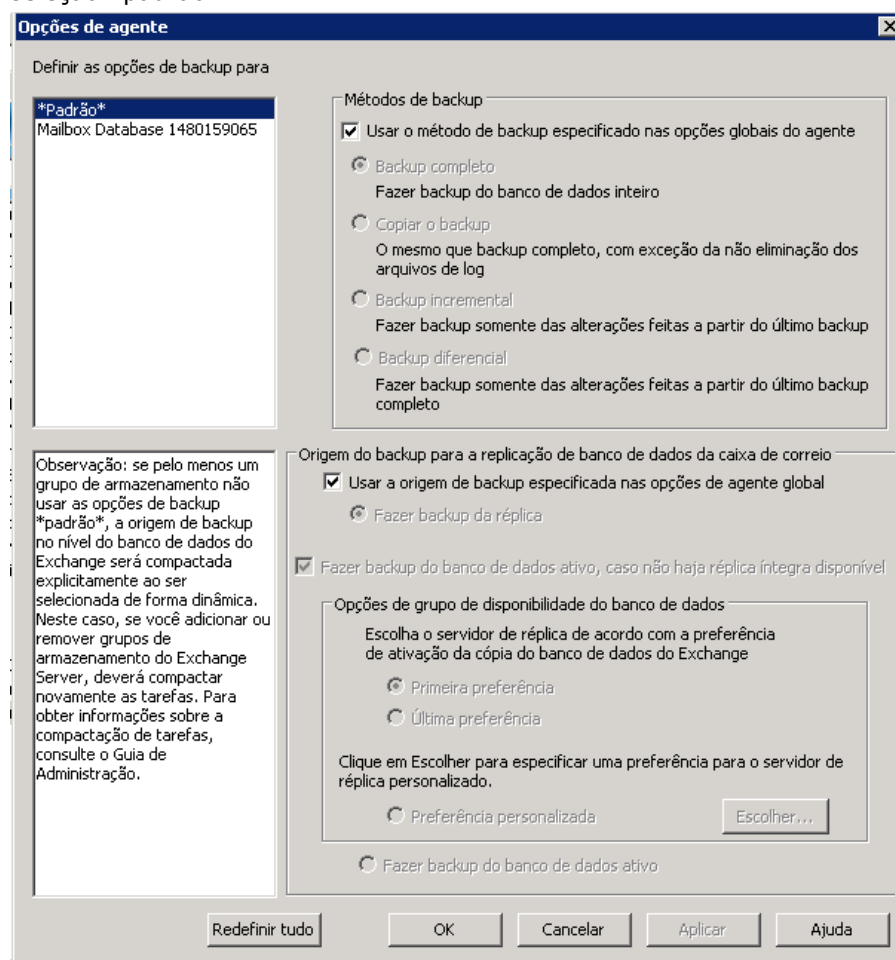 Opções de agente
Definir as opções de backup para
*Padrão*
Mailbox Database 1480159065
Métodos de backup
Usar o método de backup especificado nas opções globais do agente
Backup completo
Fazer backup do banco de dados inteiro
Copiar o backup
O mesmo que backup completo, com exceção da não eliminação dos
arquivos de log
Backup incremental
Fazer backup somente das alterações feitas a partir do último backup
Backup diferencial
Fazer backup somente das alterações feitas a partir do último backup
completo
Observação: se pelo menos um
grupo de armazenamento não
usar as opções de backup
*padrão*, a origem de backup
no nível do banco de dados do
Exchange será compactada
explicitamente ao ser
selecionada de forma dinâmica.
Neste caso, se você adicionar ou
remover grupos de
armazenamento do Exchange
Server, deverá compactar
novamente as tarefas. Para
obter informações sobre a
compactação de tarefas,
consulte o Guia de
Administração.
Origem do backup para a replicação de banco de dados da caixa de correio
Usar a origem de backup especificada nas opções de agente global
Fazer backup da réplica
Fazer backup do banco de dados ativo, caso não haja réplica íntegra disponível
Opções de grupo de disponibilidade do banco de dados
Escolha o servidor de réplica de acordo com a preferência
de ativação da cópia do banco de dados do Exchange
Primeira preferência
Última preferência
Clique em Escolher para especificar uma preferência para o servidor de
réplica personalizado.
Preferência personalizada
Escolher...
Fazer backup do banco de dados ativo
Redefinir tudo
OK
Cancelar
Aplicar
Ajuda